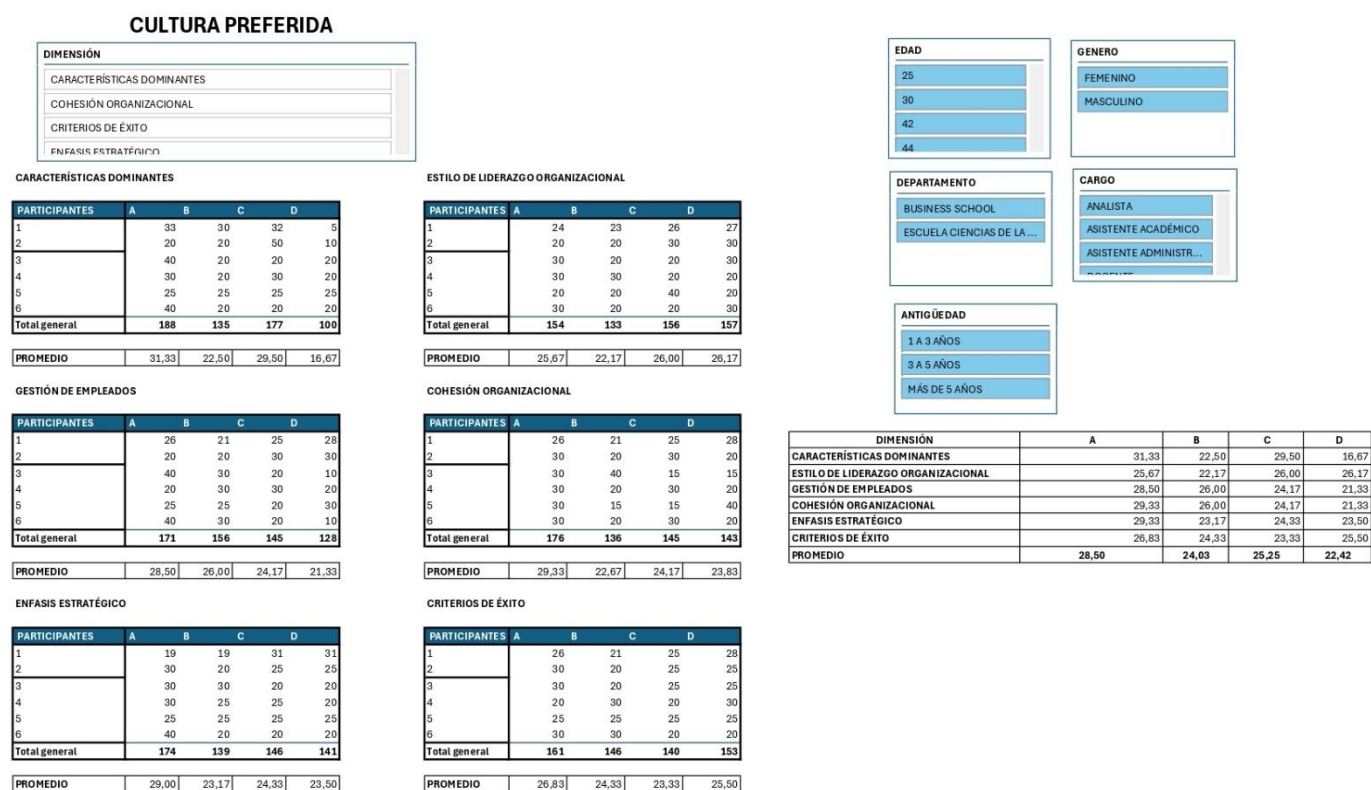 CULTURA PREFERIDA
DIMENSIÓN
CARACTERÍSTICAS DOMINANTES
COHESIÓN ORGANIZACIONAL
CRITERIOS DE ÉXITO
ENFASIS ESTRATÉGICO
EDAD
25
30
42
44
GENERO
FEMENINO
MASCULINO
DEPARTAMENTO
BUSINESS SCHOOL
ESCUELA CIENCIAS DE LA ...
CARGO
ANALISTA
ASISTENTE ACADÉMICO
ASISTENTE ADMINISTR...
DOCENTE
ANTIGÜEDAD
1 A 3 AÑOS
3 A 5 AÑOS
MÁS DE 5 AÑOS
CARACTERÍSTICAS DOMINANTES
PARTICIPANTES A B C D
1 33 30 32 5
2 20 20 50 10
3 40 20 20 20
4 30 20 30 20
5 25 25 25 25
6 40 20 20 20
Total general 188 135 177 100
PROMEDIO 31,33 22,50 29,50 16,67
ESTILO DE LIDERAZGO ORGANIZACIONAL
PARTICIPANTES A B C D
1 24 23 26 27
2 20 20 30 30
3 30 20 20 30
4 30 30 20 20
5 20 20 40 20
6 30 20 20 30
Total general 154 133 156 157
PROMEDIO 25,67 22,17 26,00 26,17
GESTIÓN DE EMPLEADOS
PARTICIPANTES A B C D
1 26 21 25 28
2 20 20 30 30
3 40 30 20 10
4 20 30 30 20
5 25 25 20 30
6 40 30 20 10
Total general 171 156 145 128
PROMEDIO 28,50 26,00 24,17 21,33
COHESIÓN ORGANIZACIONAL
PARTICIPANTES A B C D
1 26 21 25 28
2 30 20 30 20
3 30 40 15 15
4 30 20 30 20
5 30 15 15 40
6 30 20 30 20
Total general 176 136 145 143
PROMEDIO 29,33 22,67 24,17 23,83
ENFASIS ESTRATÉGICO
PARTICIPANTES A B C D
1 19 19 31 31
2 30 20 25 25
3 30 30 20 20
4 30 25 25 20
5 25 25 25 25
6 40 20 20 20
Total general 174 139 146 141
PROMEDIO 29,00 23,17 24,33 23,50
CRITERIOS DE ÉXITO
PARTICIPANTES A B C D
1 26 21 25 28
2 30 20 25 25
3 30 20 25 25
4 20 30 20 30
5 25 25 25 25
6 30 30 20 20
Total general 161 146 140 153
PROMEDIO 26,83 24,33 23,33 25,50
DIMENSIÓN A B C D
CARACTERÍSTICAS DOMINANTES 31,33 22,50 29,50 16,67
ESTILO DE LIDERAZGO ORGANIZACIONAL 25,67 22,17 26,00 26,17
GESTIÓN DE EMPLEADOS 28,50 26,00 24,17 21,33
COHESIÓN ORGANIZACIONAL 29,33 26,00 24,17 21,33
ENFASIS ESTRATÉGICO 29,33 23,17 24,33 23,50
CRITERIOS DE ÉXITO 26,83 24,33 23,33 25,50
PROMEDIO 28,50 24,03 25,25 22,42